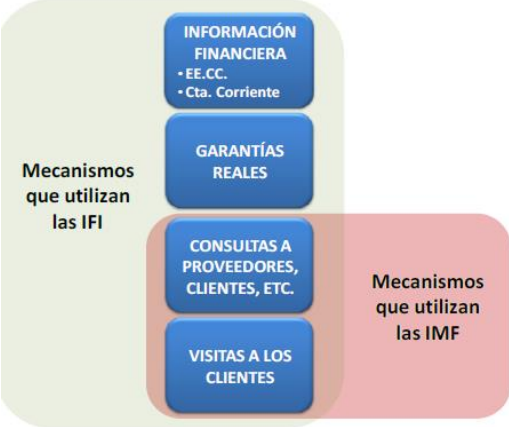 INFORMACIÓN
FINANCIERA
• EE.CC.
• Cta. Corriente
GARANTÍAS
REALES
Mecanismos
que utilizan
las IFI
CONSULTAS A
PROVEEDORES,
CLIENTES, ETC.
Mecanismos
que utilizan
las IMF
VISITAS A LOS
CLIENTES